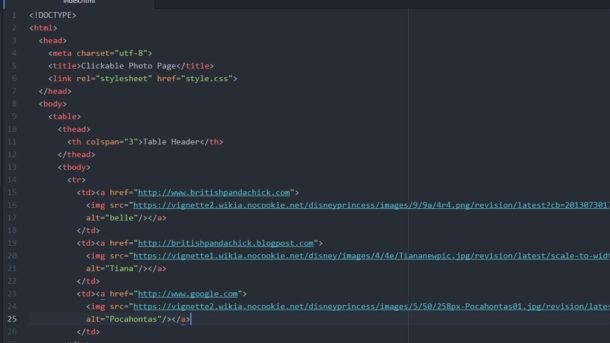 index.html
1 <!DOCTYPE>
2 <html>
3 <head>
4 <meta charset="utf-8">
5 <title>Clickable Photo Page</title>
6 <link rel="stylesheet" href="style.css">
7 </head>
8 <body>
9 <table>
10 <thead>
11 <th colspan="3">Table Header</th>
12 </thead>
13 <tbody>
14 <tr>
15 <td><a href="http://www.britishpandachick.com">
16 <img src="https://vignette2.wikia.nocookie.net/disneyprincess/images/9/9a/4r4.png/revision/latest?cb=201307301
17 alt="belle"/></a>
18 </td>
19 <td><a href="http://britishpandachick.blogpost.com">
20 <img src="https://vignette1.wikia.nocookie.net/disney/images/4/4e/Tiananewpic.jpg/revision/latest/scale-to-widt
21 alt="Tiana"/></a>
22 </td>
23 <td><a href="http://www.google.com">
24 <img src="https://vignette2.wikia.nocookie.net/disneyprincess/images/5/50/258px-Pocahontas01.jpg/revision/lates
25 alt="Pocahontas"/></a>
26 </td>